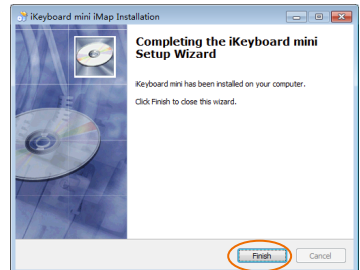 iKeyboard mini iMap Installation
Completing the iKeyboard mini
Setup Wizard
iKeyboard mini has been installed on your computer.
Click Finish to close this wizard.
Finish
Cancel